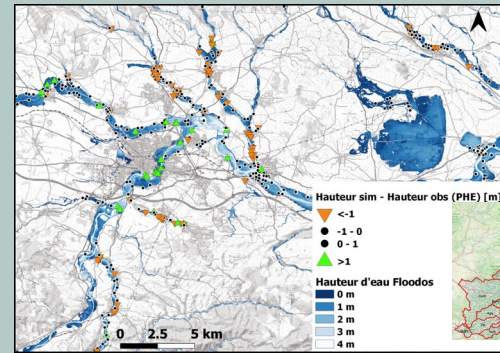 Hauteur sim - Hauteur obs (PHE) [m]
<-1
-1 - 0
0 - 1
>1
Hauteur d'eau Floodos
0 m
1 m
2 m
3 m
4 m
0 2.5 5 km